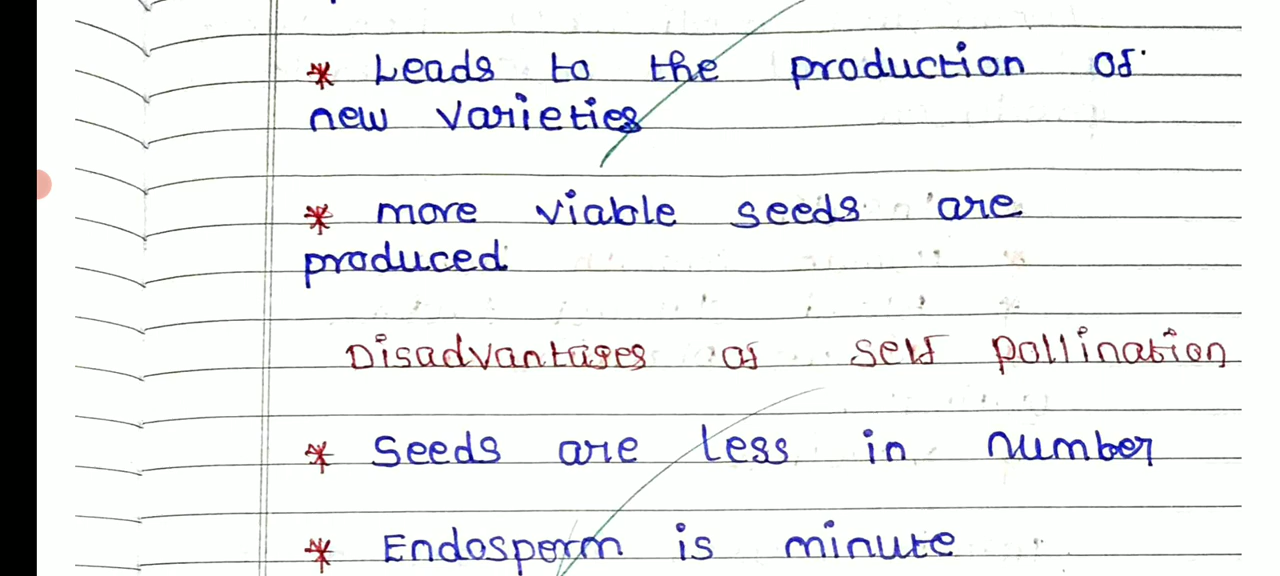 * Leads to the production of
new varieties
* more viable seeds are
produced
Disadvantages of self pollination
* Seeds are less in number
* Endosperm is minute